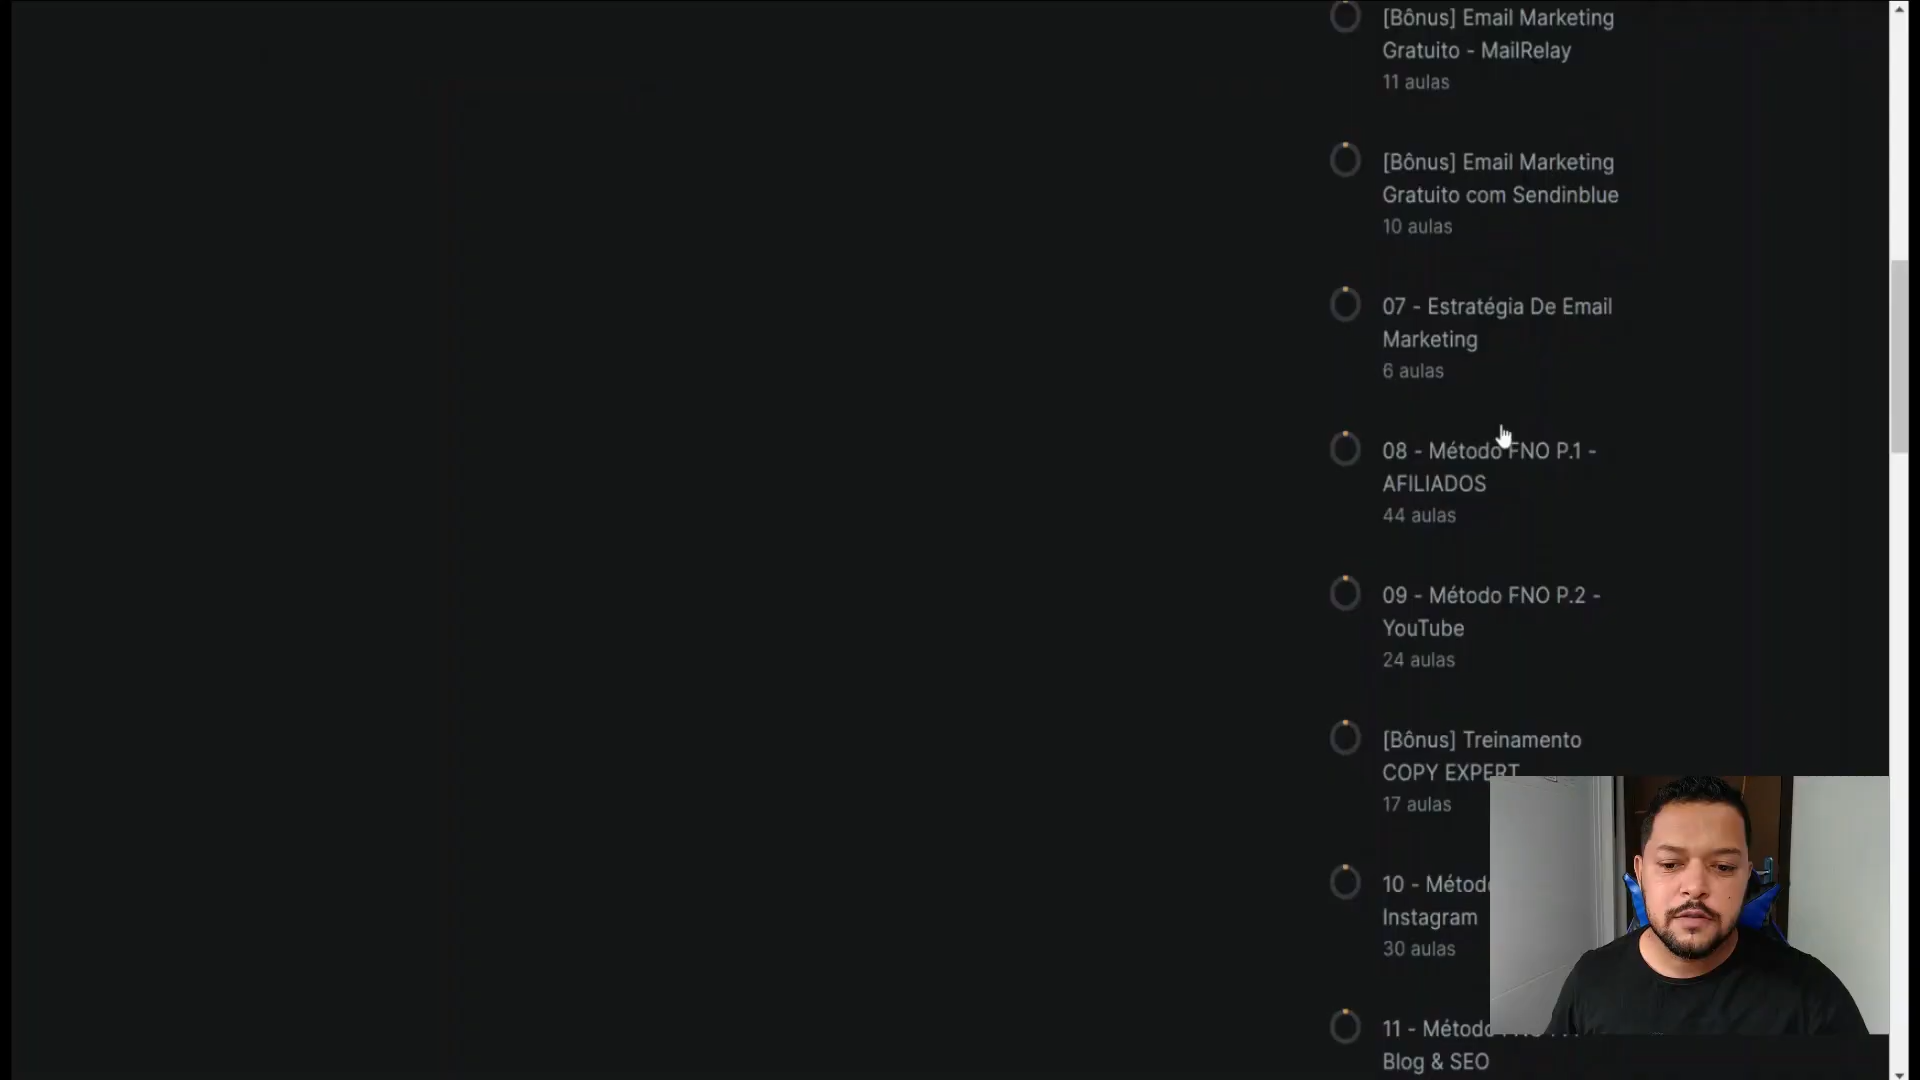 [Bônus] Email Marketing
Gratuito - MailRelay
11 aulas
[Bônus] Email Marketing
Gratuito com Sendinblue
10 aulas
07 - Estratégia De Email
Marketing
6 aulas
08 - Método FNO P.1 -
AFILIADOS
44 aulas
09 - Método FNO P.2 -
YouTube
24 aulas
[Bônus] Treinamento
COPY EXPERT
17 aulas
10 -
Instagram
30 aulas
11 -
Blog & SEO